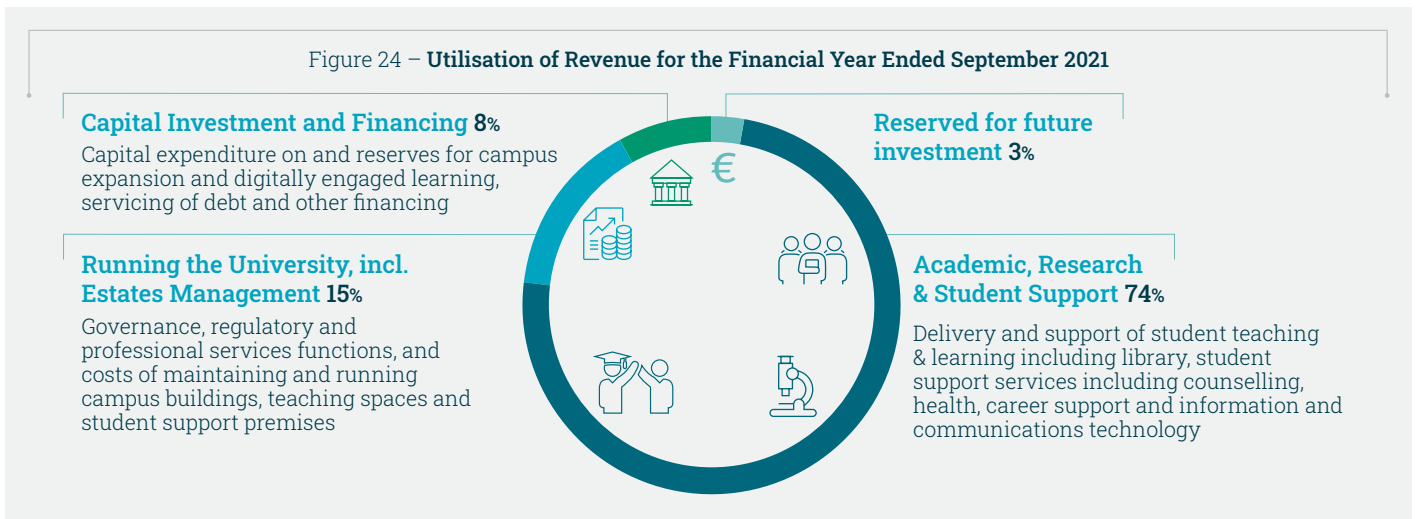 Figure 24 – Utilisation of Revenue for the Financial Year Ended September 2021
Capital Investment and Financing 8%
Capital expenditure on and reserves for campus
expansion and digitally engaged learning,
servicing of debt and other financing
Running the University, incl.
Estates Management 15%
Governance, regulatory and
professional services functions, and
costs of maintaining and running
campus buildings, teaching spaces and
student support premises
€
Reserved for future
investment 3%
Academic, Research
& Student Support 74%
Delivery and support of student teaching
& learning including library, student
support services including counselling,
health, career support and information and
communications technology